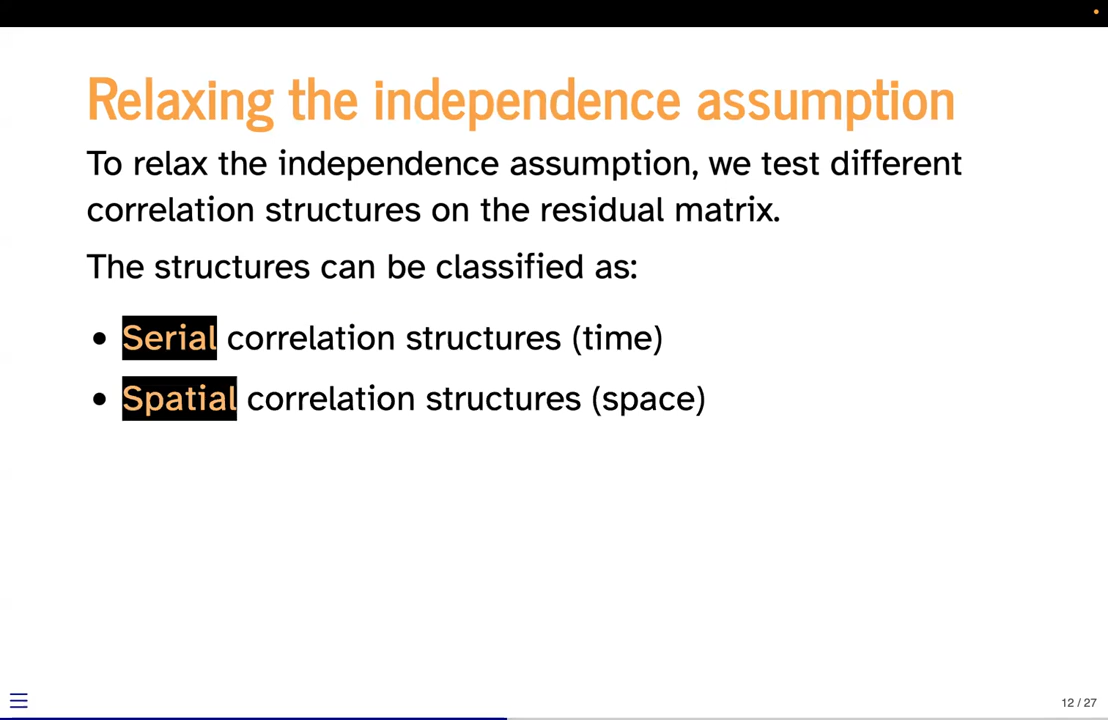 Relaxing the independence assumption
To relax the independence assumption, we test different
correlation structures on the residual matrix.
The structures can be classified as:
• Serial correlation structures (time)
• Spatial correlation structures (space)
12 / 27